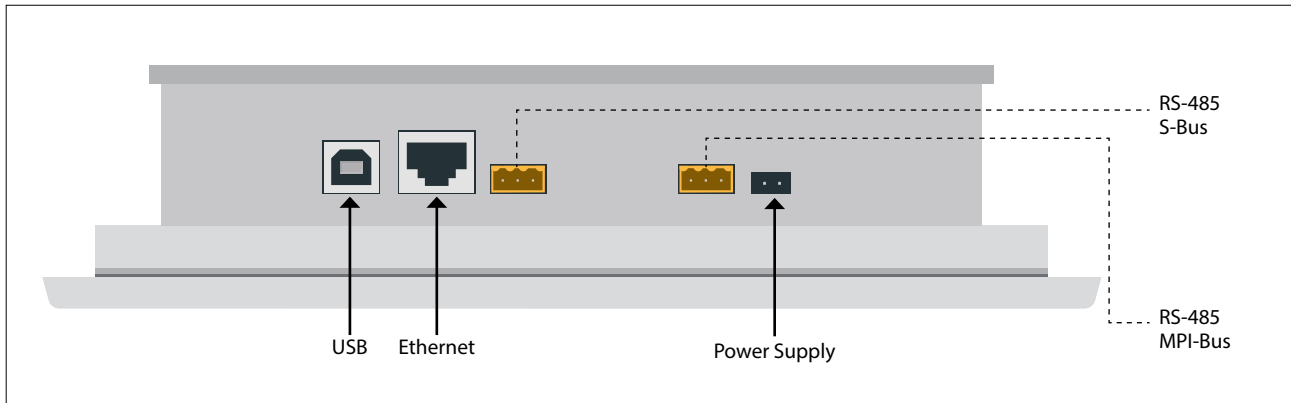 RS-485
S-Bus
USB
Ethernet
Power Supply
RS-485
MPI-Bus